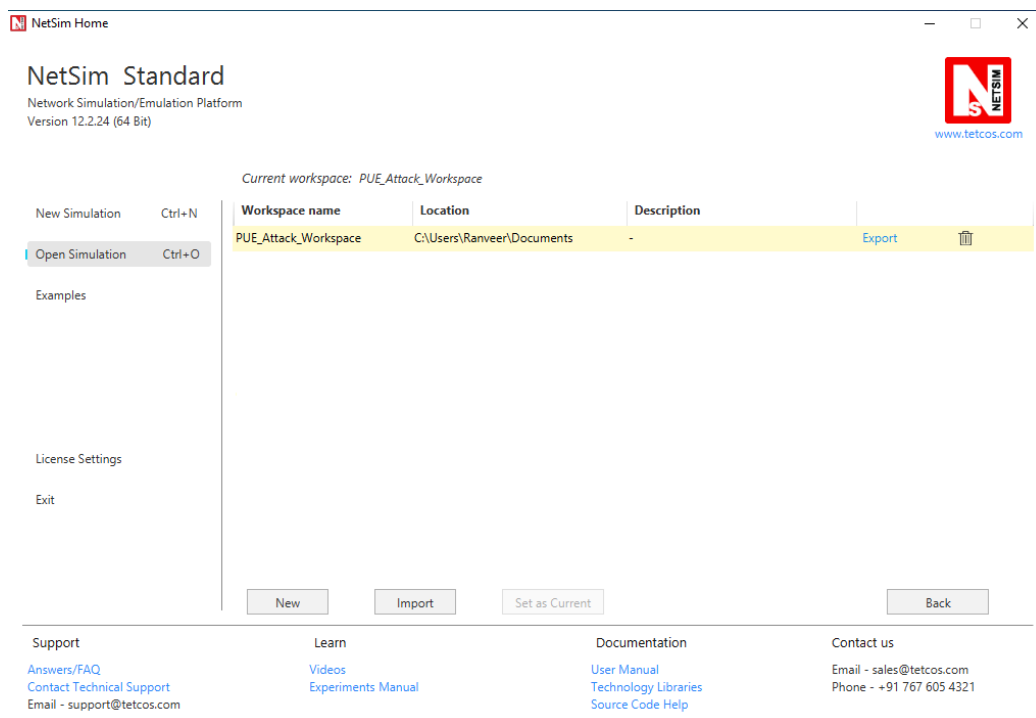 NetSim Home
NetSim Standard
Network Simulation/Emulation Platform
Version 12.2.24 (64 Bit)
NS NETSIM
www.tetcos.com
Current workspace: PUE_Attack_Workspace
New Simulation Ctrl+N
Open Simulation Ctrl+O
Examples
License Settings
Exit
Workspace name Location Description
PUE_Attack_Workspace C:\Users\Ranveer\Documents - Export
New Import Set as Current Back
Support
Answers/FAQ
Contact Technical Support
Email - support@tetcos.com
Learn
Videos
Experiments Manual
Documentation
User Manual
Technology Libraries
Source Code Help
Contact us
Email - sales@tetcos.com
Phone - +91 767 605 4321